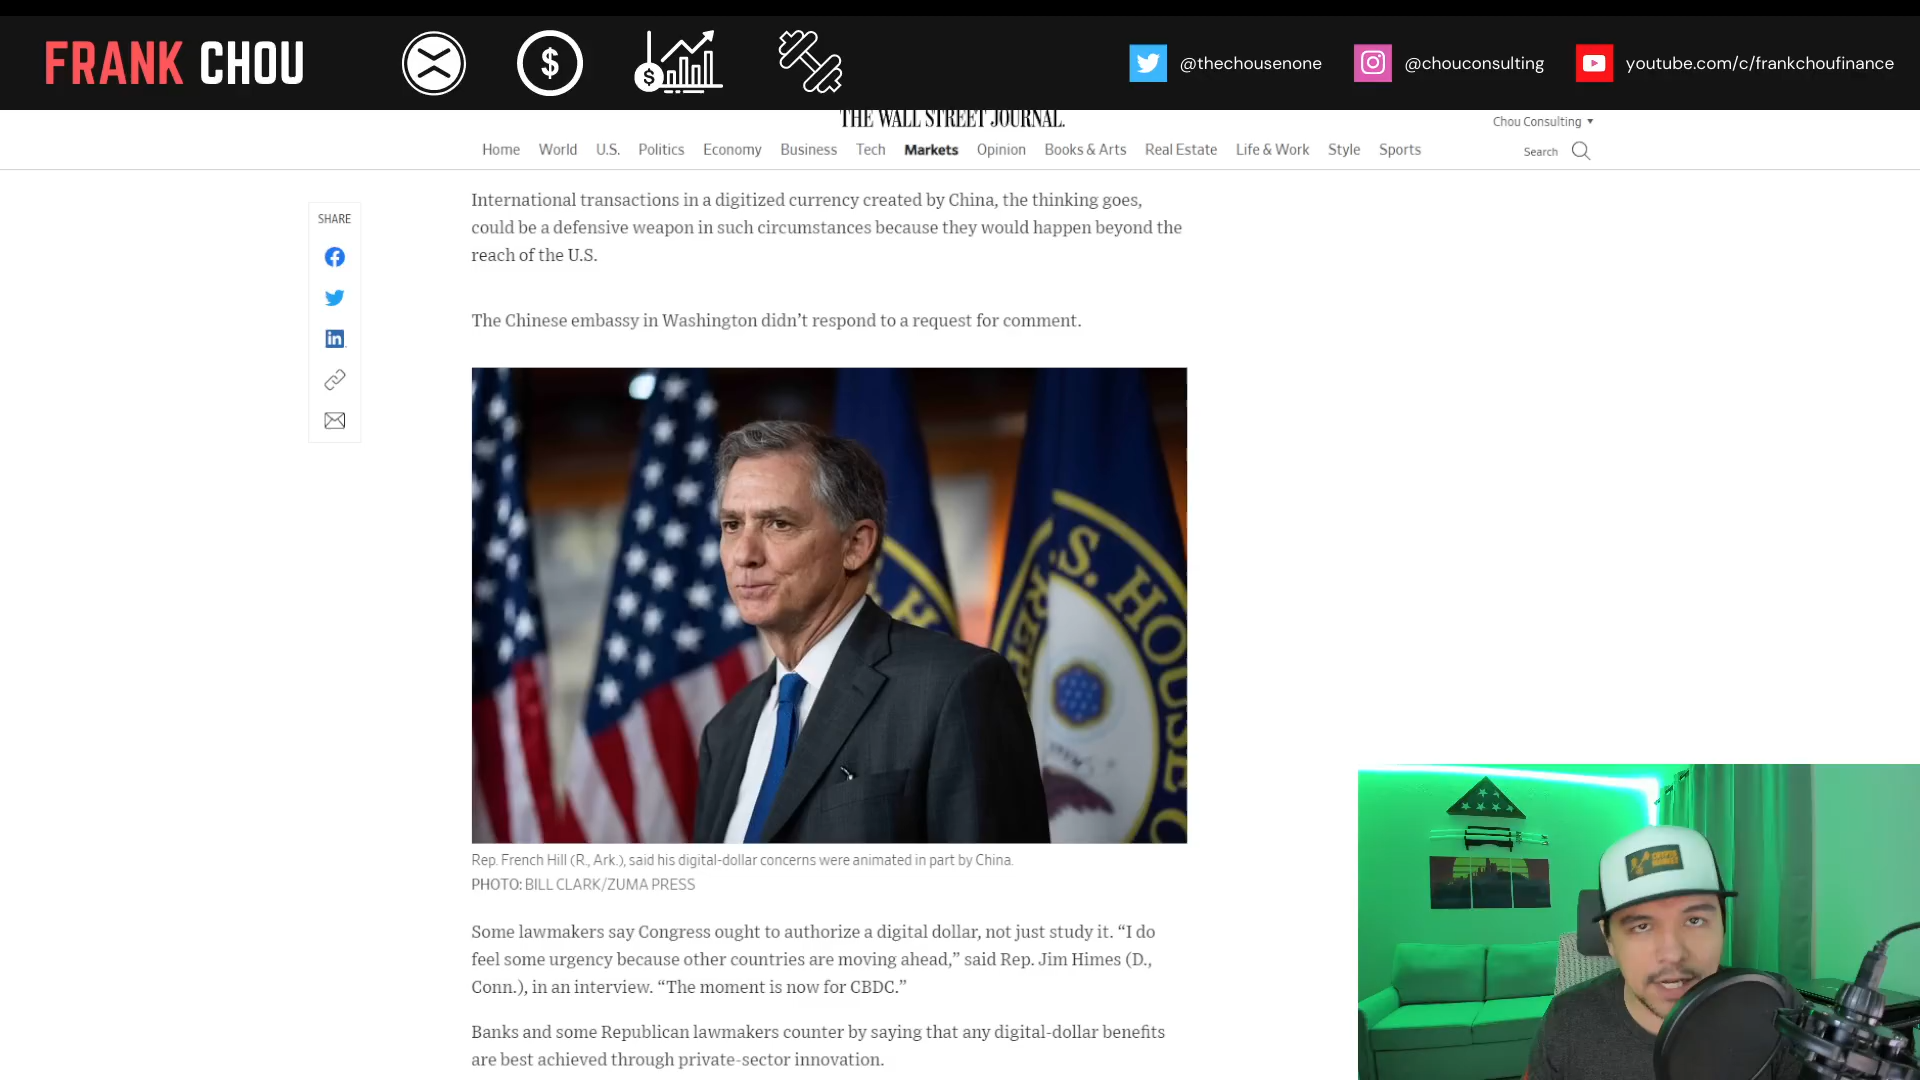 FRANK CHOU
@thechousenone
@chouconsulting
youtube.com/c/frankchoufinance
THE WALL STREET JOURNAL.
Chou Consulting
Home World U.S. Politics Economy Business Tech Markets Opinion Books & Arts Real Estate Life & Work Style Sports
Search
SHARE
International transactions in a digitized currency created by China, the thinking goes,
could be a defensive weapon in such circumstances because they would happen beyond the
reach of the U.S.
The Chinese embassy in Washington didn’t respond to a request for comment.
S. HOUSE O
Rep. French Hill (R., Ark.), said his digital-dollar concerns were animated in part by China.
PHOTO: BILL CLARK/ZUMA PRESS
Some lawmakers say Congress ought to authorize a digital dollar, not just study it. “I do
feel some urgency because other countries are moving ahead,” said Rep. Jim Himes (D.,
Conn.), in an interview. “The moment is now for CBDC.”
Banks and some Republican lawmakers counter by saying that any digital-dollar benefits
are best achieved through private-sector innovation.
CRYPTO
MARKET